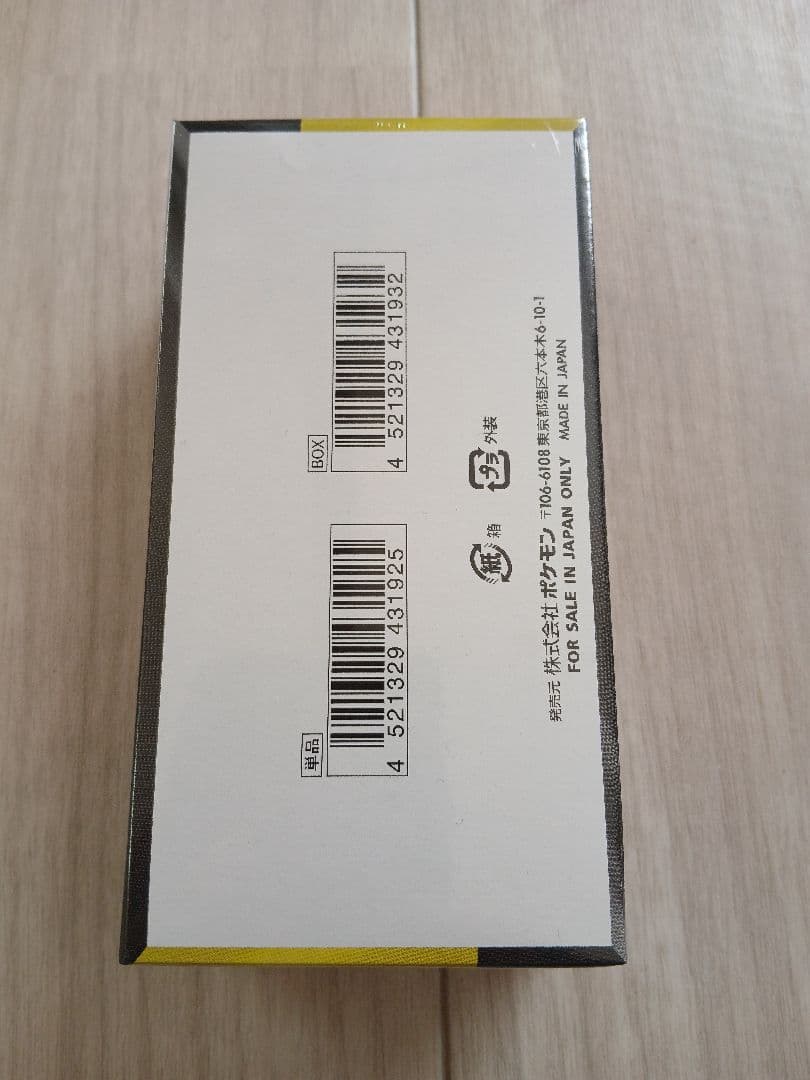 単品
4 521329 431925
BOX
4 521329 431932
紙 箱
プラ 外装
発売元 株式会社 ポケモン 〒106-6108 東京都港区六本木6-10-1
FOR SALE IN JAPAN ONLY MADE IN JAPAN